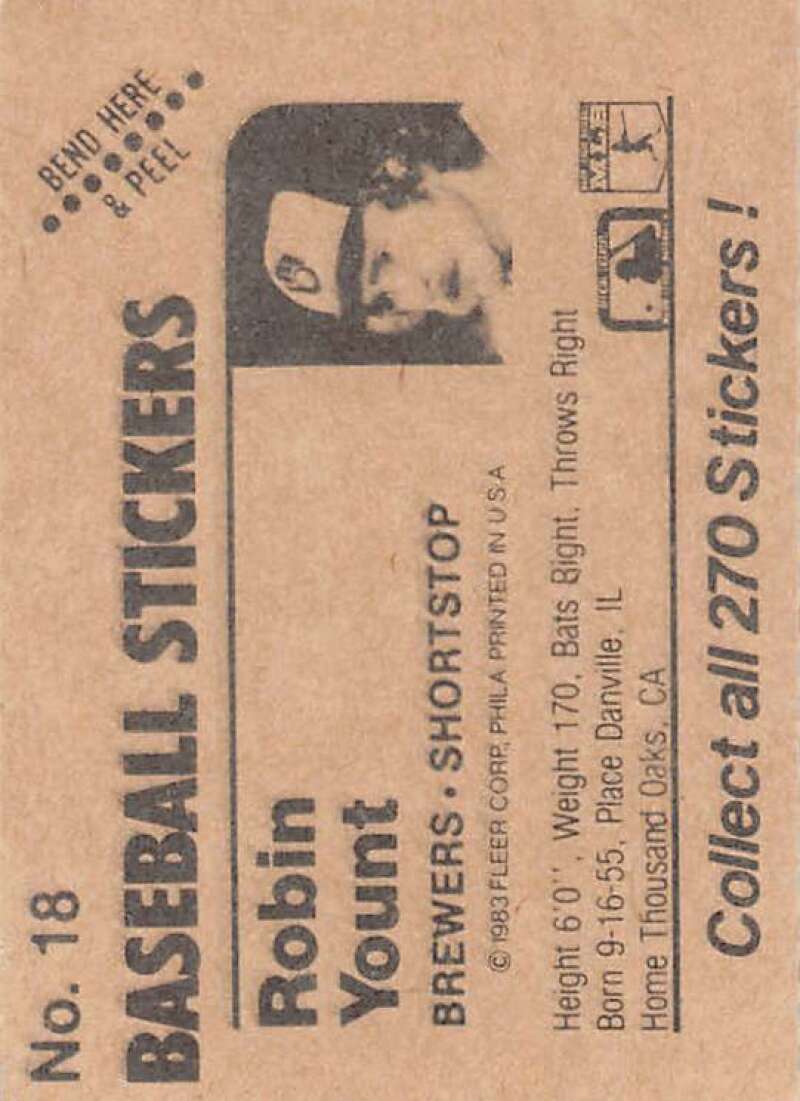 No. 18
BEND HERE
& PEEL
BASEBALL STICKERS
Robin
Yount
BREWERS • SHORTSTOP
© 1983 FLEER CORP., PHILA PRINTED IN U S A
Height 6'0'', Weight 170, Bats Right, Throws Right
Born 9-16-55, Place Danville, IL
Home Thousand Oaks, CA
Collect all 270 Stickers!